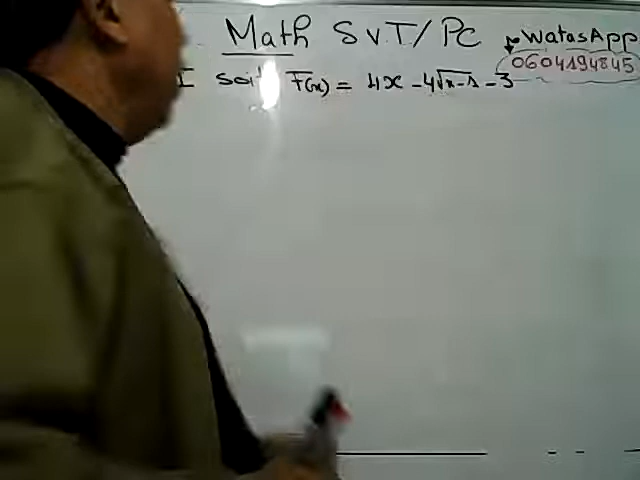 Math SVT/PC
WatasApp
0604194845
I soit F(x) = 4x - 4√x-1 - 3